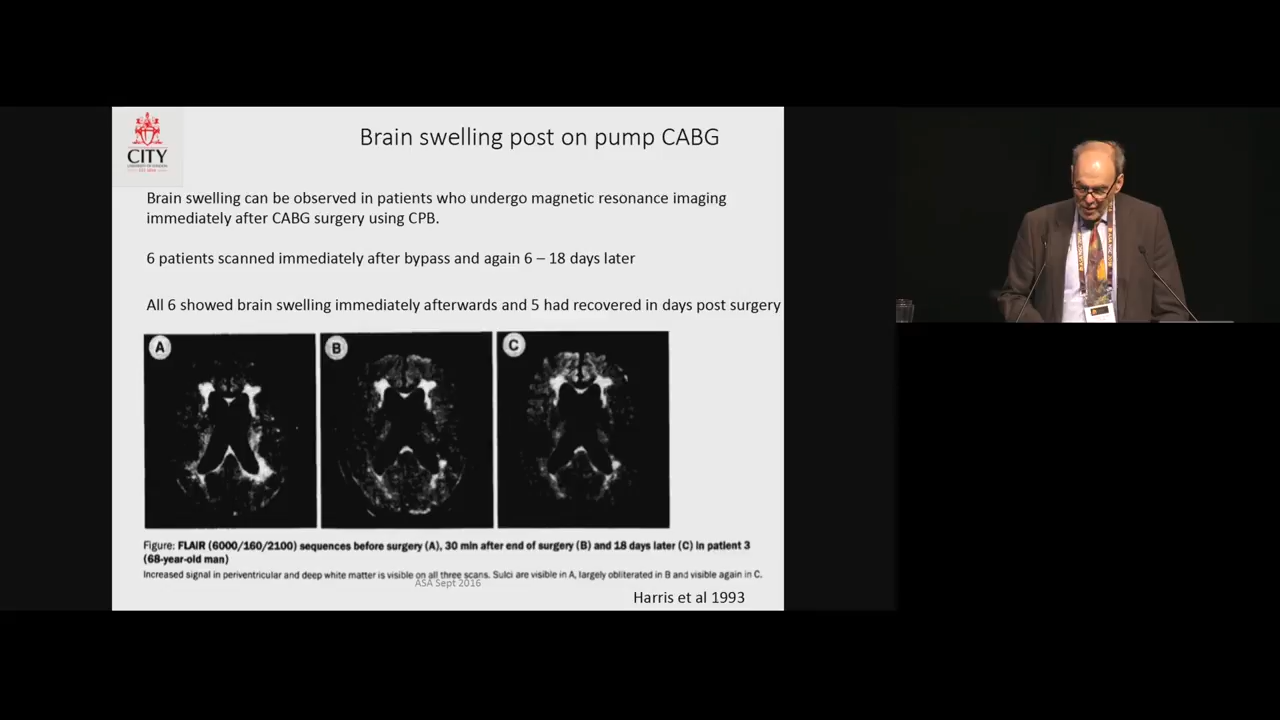 CITY
Brain swelling post on pump CABG
Brain swelling can be observed in patients who undergo magnetic resonance imaging
immediately after CABG surgery using CPB.
6 patients scanned immediately after bypass and again 6 – 18 days later
All 6 showed brain swelling immediately afterwards and 5 had recovered in days post surgery
A
B
C
Figure: FLAIR (6000/160/2100) sequences before surgery (A), 30 min after end of surgery (B) and 18 days later (C) in patient 3
(68-year-old man)
Increased signal in periventricular and deep white matter is visible on all three scans. Sulci are visible in A, largely obliterated in B and visible again in C.
ASA Sept 2016
Harris et al 1993